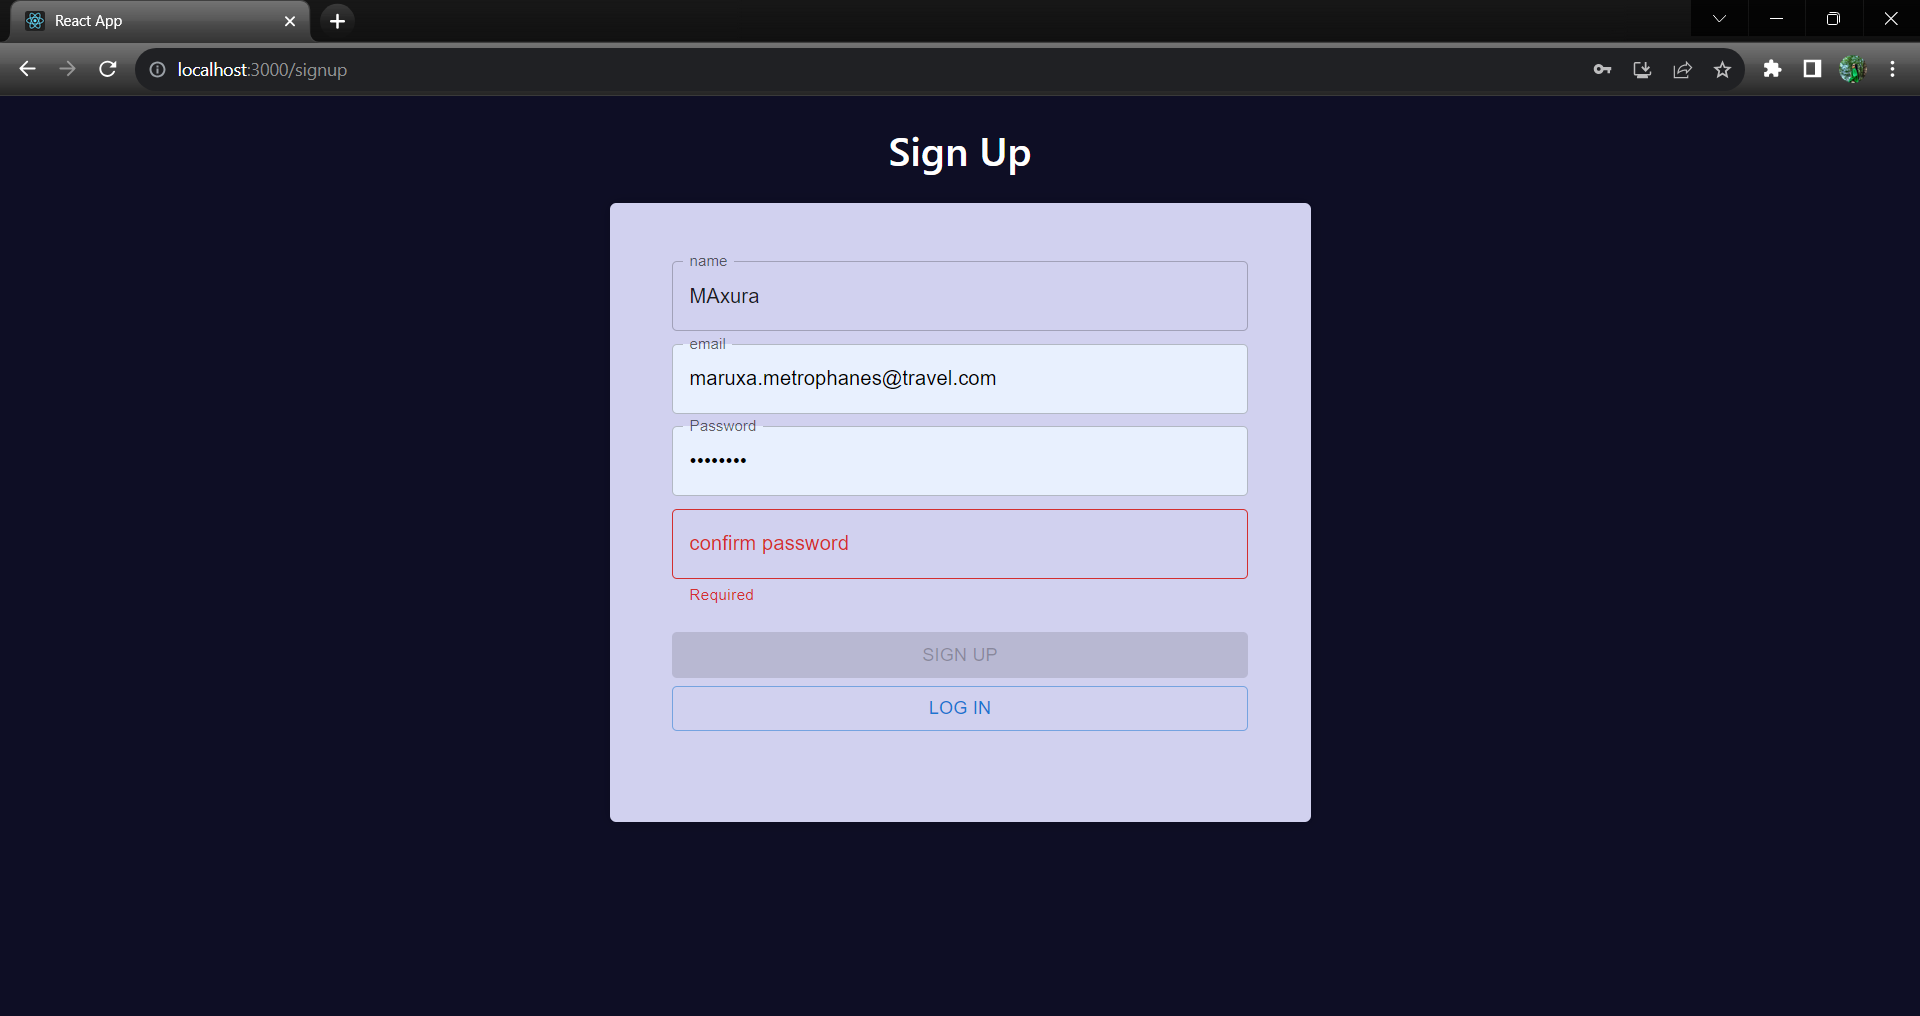 React App
localhost:3000/signup
Sign Up
name
MAxura
email
maruxa.metrophanes@travel.com
Password
••••••••
confirm password
Required
SIGN UP
LOG IN